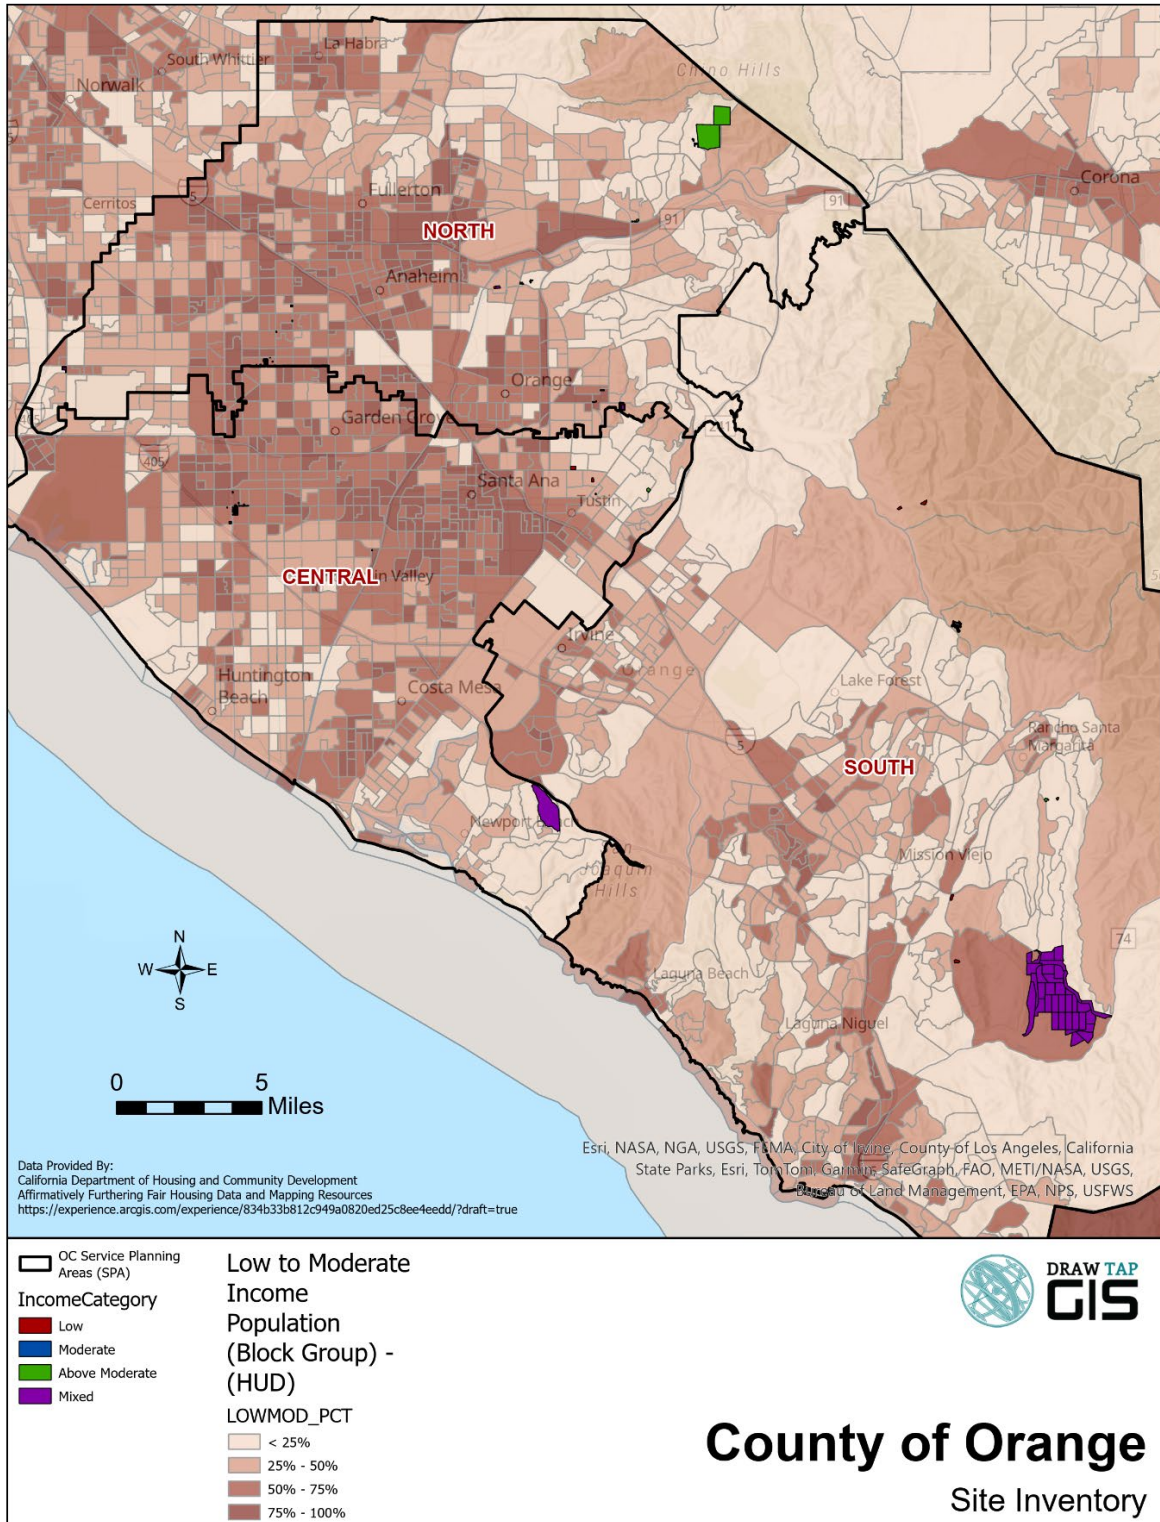 Chino Hills
La Habra
South Whittier
Norwalk
Corona
Fullerton
5
91
91
Cerritos
NORTH
Anaheim
Orange
Garden Grove
405
Santa Ana
Tustin
CENTRAL
n Valley
Irvine
Orange
Huntington
Beach
Costa Mesa
Lake Forest
5
Rancho Santa
Margarita
SOUTH
Newport Beach
Joaquin
Hills
Mission Viejo
74
Laguna Beach
Laguna Niguel
N
W E
S
0 5
Miles
Esri, NASA, NGA, USGS, FEMA, City of Irvine, County of Los Angeles, California
State Parks, Esri, TomTom, Garmin, SafeGraph, FAO, METI/NASA, USGS,
Bureau of Land Management, EPA, NPS, USFWS
Data Provided By:
California Department of Housing and Community Development
Affirmatively Furthering Fair Housing Data and Mapping Resources
https://experience.arcgis.com/experience/834b33b812c949a0820ed25c8ee4eedd/?draft=true
OC Service Planning
Areas (SPA)
IncomeCategory
Low
Moderate
Above Moderate
Mixed
Low to Moderate
Income
Population
(Block Group) -
(HUD)
LOWMOD_PCT
< 25%
25% - 50%
50% - 75%
75% - 100%
DRAW TAP
GIS
County of Orange
Site Inventory